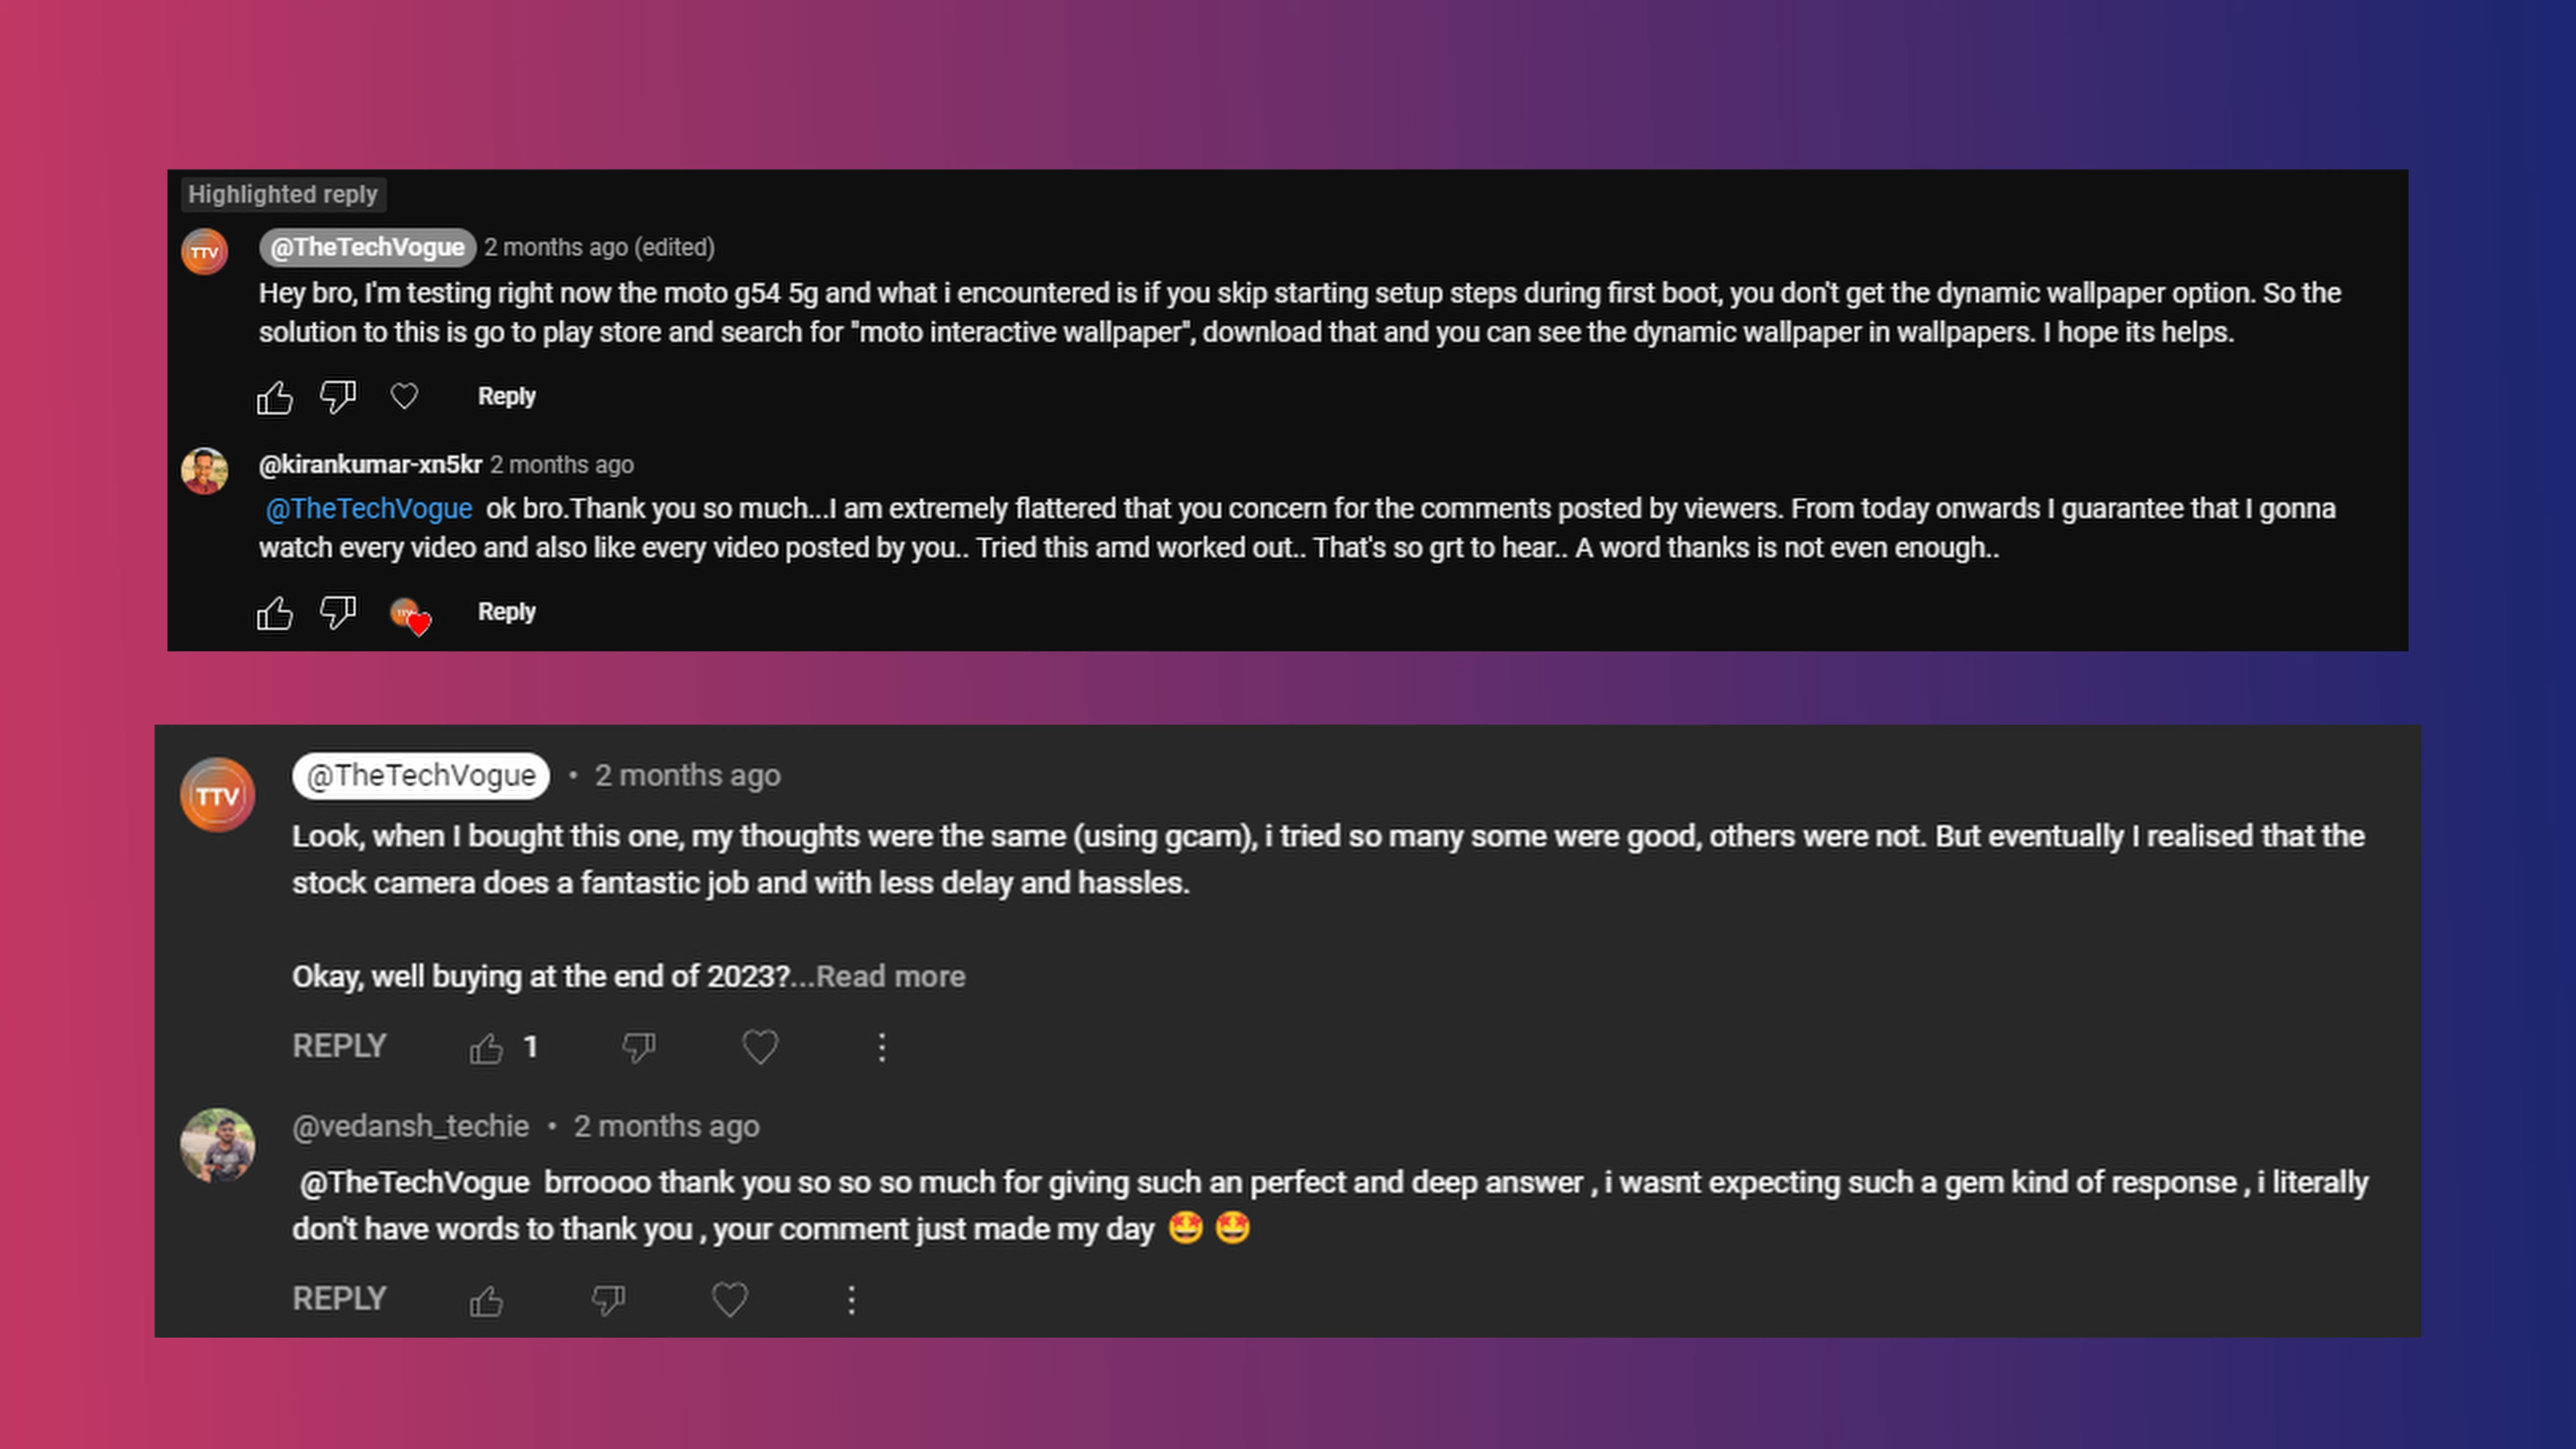 Highlighted reply
TTV
@TheTechVogue 2 months ago (edited)
Hey bro, I'm testing right now the moto g54 5g and what i encountered is if you skip starting setup steps during first boot, you don't get the dynamic wallpaper option. So the
solution to this is go to play store and search for "moto interactive wallpaper", download that and you can see the dynamic wallpaper in wallpapers. I hope its helps.
Reply
@kirankumar-xn5kr 2 months ago
@TheTechVogue ok bro.Thank you so much...I am extremely flattered that you concern for the comments posted by viewers. From today onwards I guarantee that I gonna
watch every video and also like every video posted by you.. Tried this amd worked out.. That's so grt to hear.. A word thanks is not even enough..
TTV
Reply
TTV
@TheTechVogue • 2 months ago
Look, when I bought this one, my thoughts were the same (using gcam), i tried so many some were good, others were not. But eventually I realised that the
stock camera does a fantastic job and with less delay and hassles.
Okay, well buying at the end of 2023?...Read more
REPLY 1
@vedansh_techie • 2 months ago
@TheTechVogue brroooo thank you so so so much for giving such an perfect and deep answer , i wasnt expecting such a gem kind of response , i literally
don't have words to thank you , your comment just made my day 🤩 🤩
REPLY